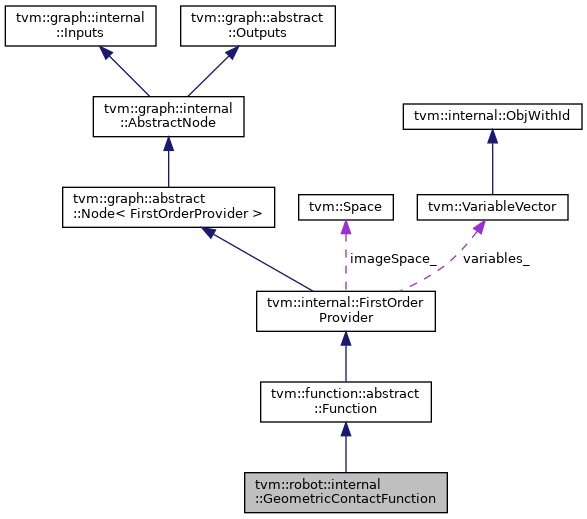 tvm::graph::internal
::Inputs
tvm::graph::abstract
::Outputs
tvm::graph::internal
::AbstractNode
tvm::internal::ObjWithId
tvm::graph::abstract
::Node< FirstOrderProvider >
tvm::Space
tvm::VariableVector
imageSpace_
variables_
tvm::internal::FirstOrder
Provider
tvm::function::abstract
::Function
tvm::robot::internal
::GeometricContactFunction